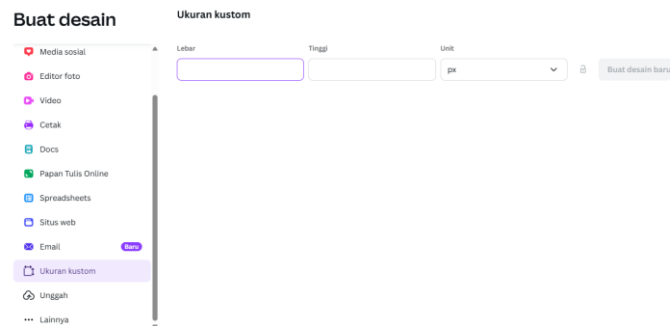 Buat desain
Media sosial
Editor foto
Video
Cetak
Docs
Papan Tulis Online
Spreadsheets
Situs web
Email Baru
Ukuran kustom
Unggah
Lainnya
Ukuran kustom
Lebar Tinggi Unit
px Buat desain baru